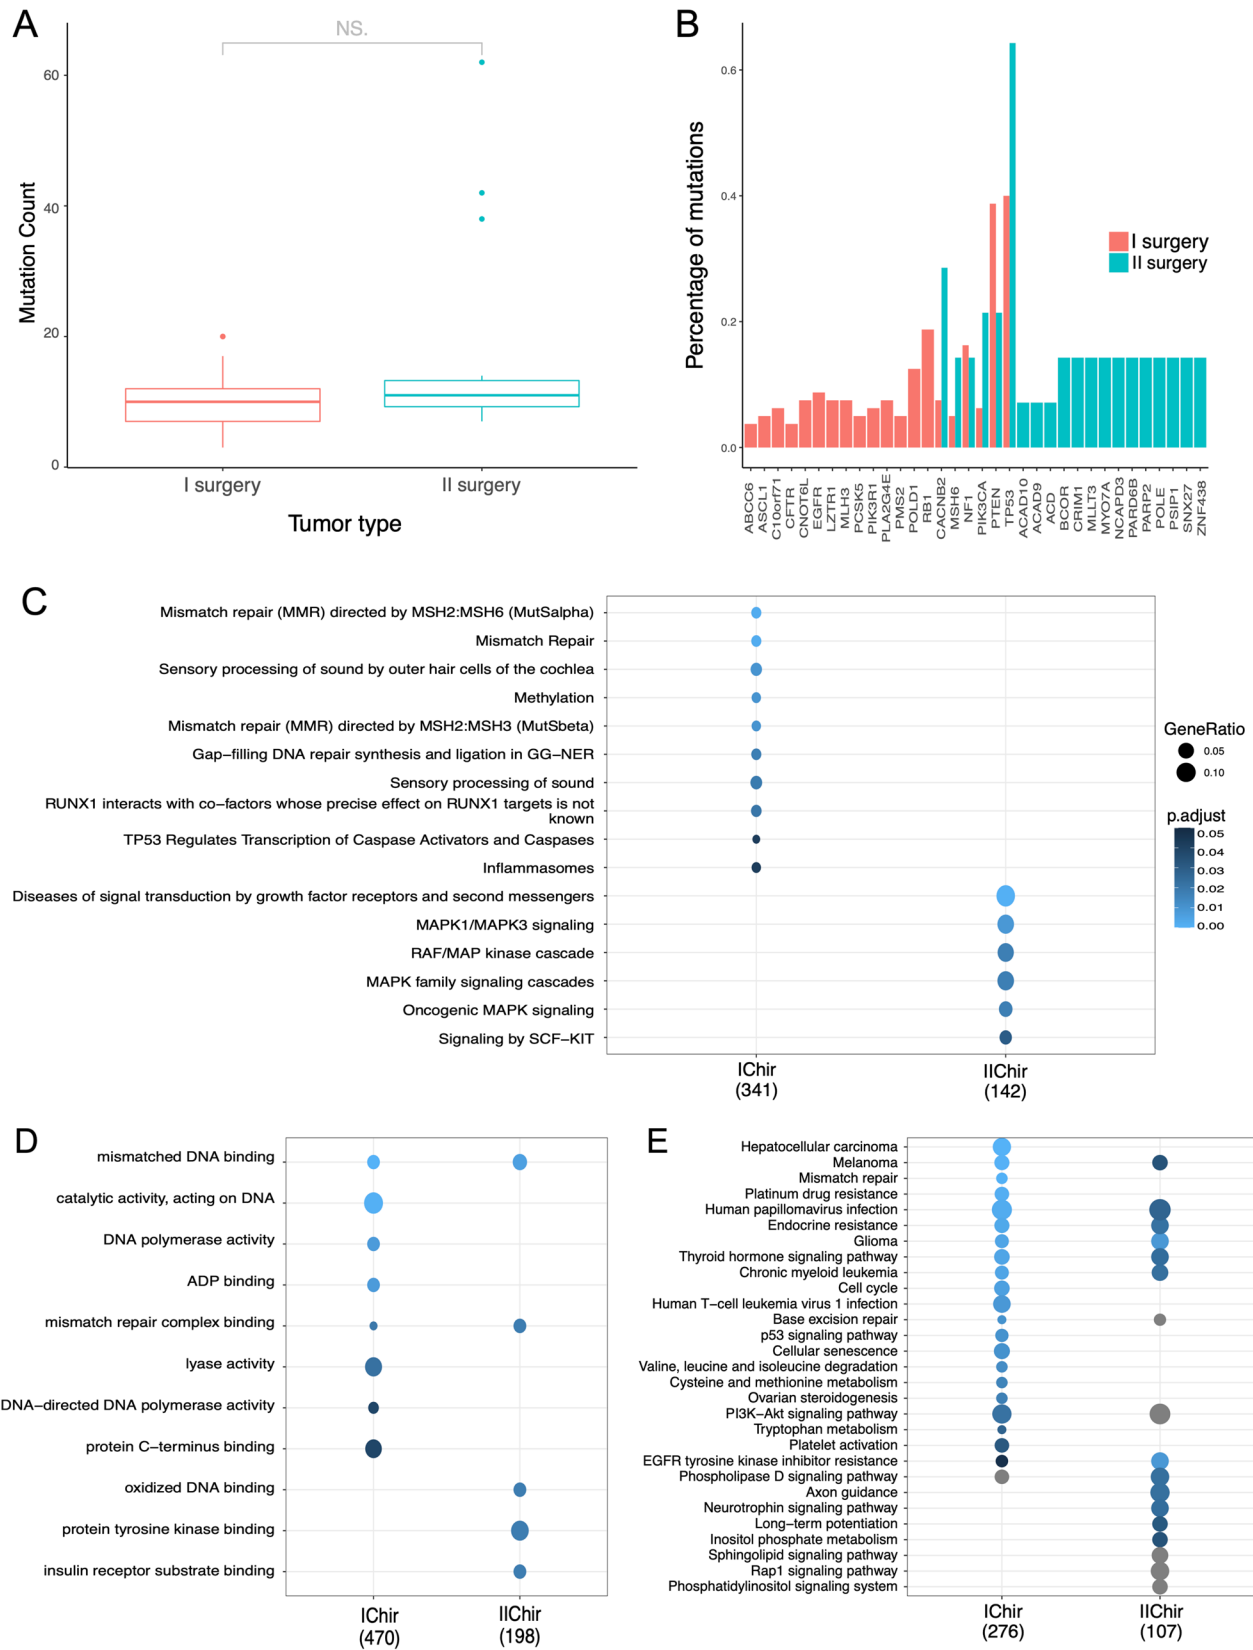 A
NS.
60
40
20
0
Mutation Count
I surgery
II surgery
Tumor type
B
0.6
0.4
0.2
0.0
Percentage of mutations
I surgery
II surgery
ABCC6
ASCL1
C10orf71
CFTR
CNOT6L
EGFR
LZTR1
MLH3
PCSK5
PIK3R1
PLA2G4E
PMS2
POLD1
RB1
CACNB2
MSH6
NF1
PIK3CA
PTEN
TP53
ACAD10
ACAD9
ACD
BCOR
CRIM1
MLLT3
MYO7A
NCAPD3
PARD6B
PARP2
POLE
PSIP1
SNX27
ZNF438
C
Mismatch repair (MMR) directed by MSH2:MSH6 (MutSalpha)
Mismatch Repair
Sensory processing of sound by outer hair cells of the cochlea
Methylation
Mismatch repair (MMR) directed by MSH2:MSH3 (MutSbeta)
Gap−filling DNA repair synthesis and ligation in GG−NER
Sensory processing of sound
RUNX1 interacts with co−factors whose precise effect on RUNX1 targets is not
known
TP53 Regulates Transcription of Caspase Activators and Caspases
Inflammasomes
Diseases of signal transduction by growth factor receptors and second messengers
MAPK1/MAPK3 signaling
RAF/MAP kinase cascade
MAPK family signaling cascades
Oncogenic MAPK signaling
Signaling by SCF−KIT
IChir
(341)
IIChir
(142)
GeneRatio
0.05
0.10
p.adjust
0.05
0.04
0.03
0.02
0.01
0.00
D
mismatched DNA binding
catalytic activity, acting on DNA
DNA polymerase activity
ADP binding
mismatch repair complex binding
lyase activity
DNA−directed DNA polymerase activity
protein C−terminus binding
oxidized DNA binding
protein tyrosine kinase binding
insulin receptor substrate binding
IChir
(470)
IIChir
(198)
E
Hepatocellular carcinoma
Melanoma
Mismatch repair
Platinum drug resistance
Human papillomavirus infection
Endocrine resistance
Glioma
Thyroid hormone signaling pathway
Chronic myeloid leukemia
Cell cycle
Human T−cell leukemia virus 1 infection
Base excision repair
p53 signaling pathway
Cellular senescence
Valine, leucine and isoleucine degradation
Cysteine and methionine metabolism
Ovarian steroidogenesis
PI3K−Akt signaling pathway
Tryptophan metabolism
Platelet activation
EGFR tyrosine kinase inhibitor resistance
Phospholipase D signaling pathway
Axon guidance
Neurotrophin signaling pathway
Long−term potentiation
Inositol phosphate metabolism
Sphingolipid signaling pathway
Rap1 signaling pathway
Phosphatidylinositol signaling system
IChir
(276)
IIChir
(107)